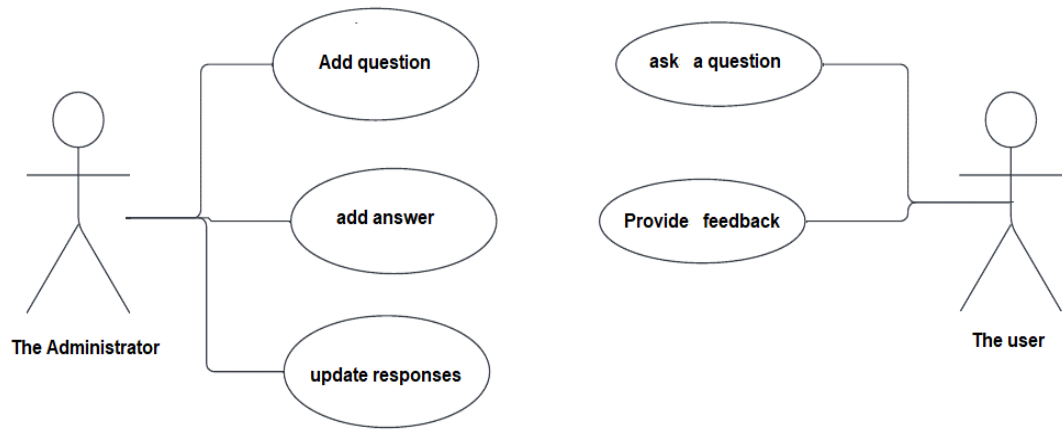 Add question
ask a question
add answer
Provide feedback
The Administrator
The user
update responses